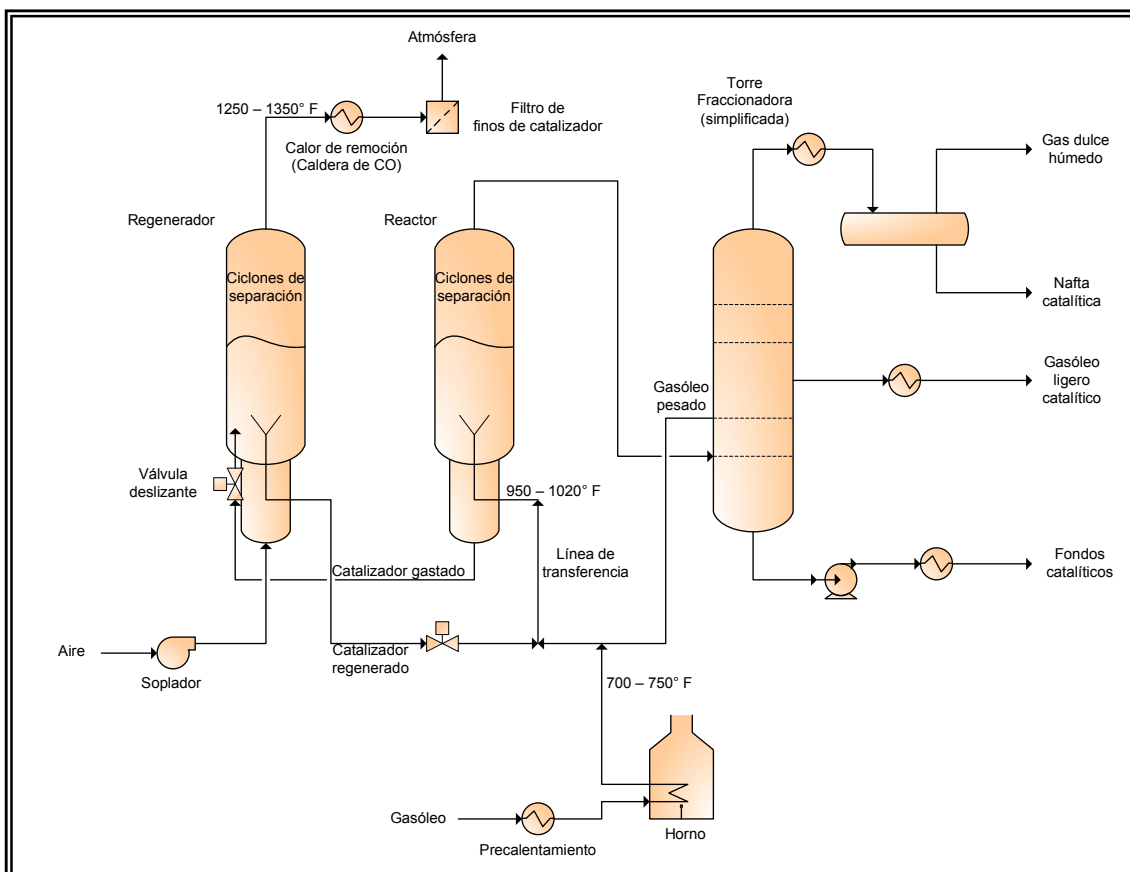 Atmósfera
1250 – 1350° F
Filtro de
finos de catalizador
Calor de remoción
(Caldera de CO)
Torre
Fraccionadora
(simplificada)
Gas dulce
húmedo
Regenerador
Reactor
Ciclones de
separación
Ciclones de
separación
Nafta
catalítica
Gasóleo
pesado
Gasóleo
ligero
catalítico
Válvula
deslizante
950 – 1020° F
Catalizador gastado
Línea de
transferencia
Fondos
catalíticos
Aire
Soplador
Catalizador
regenerado
700 – 750° F
Gasóleo
Precalentamiento
Horno